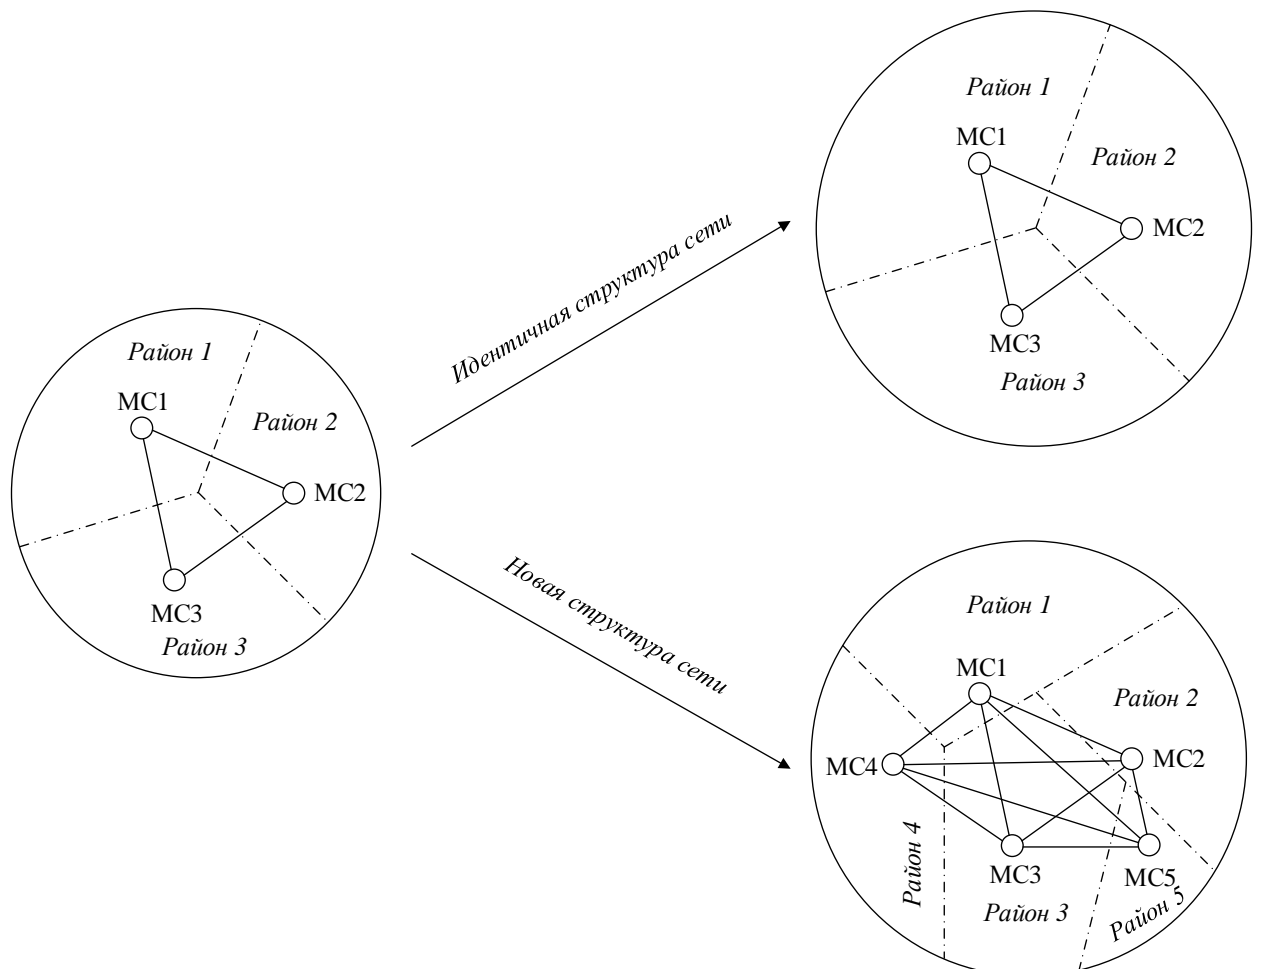 Район 1
МС1
Район 2
МС2
МС3
Район 3
Идентичная структура сети
Район 1
МС1
Район 2
МС2
МС3
Район 3
Новая структура сети
Район 1
МС1
Район 2
МС2
МС4
Район 4
МС3
МС5
Район 3
Район 5